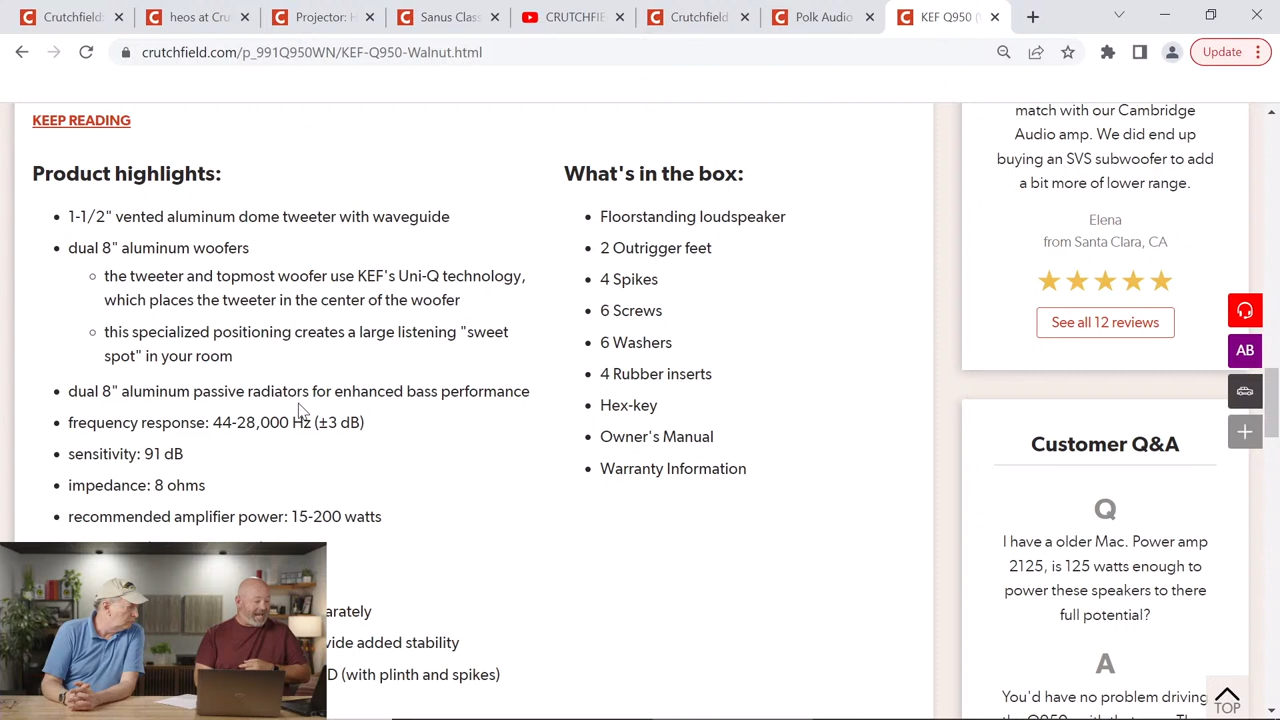 Crutchfield:
heos at Crut
Projector: H
Sanus Class
CRUTCHFIE
Crutchfield
Polk Audio
KEF Q950 (
crutchfield.com/p_991Q950WN/KEF-Q950-Walnut.html
Update
KEEP READING
Product highlights:
1-1/2" vented aluminum dome tweeter with waveguide
dual 8" aluminum woofers
the tweeter and topmost woofer use KEF's Uni-Q technology,
which places the tweeter in the center of the woofer
this specialized positioning creates a large listening "sweet
spot" in your room
dual 8" aluminum passive radiators for enhanced bass performance
frequency response: 44-28,000 Hz (±3 dB)
sensitivity: 91 dB
impedance: 8 ohms
recommended amplifier power: 15-200 watts
arately
vide added stability
D (with plinth and spikes)
What's in the box:
Floorstanding loudspeaker
2 Outrigger feet
4 Spikes
6 Screws
6 Washers
4 Rubber inserts
Hex-key
Owner's Manual
Warranty Information
match with our Cambridge
Audio amp. We did end up
buying an SVS subwoofer to add
a bit more of lower range.
Elena
from Santa Clara, CA
See all 12 reviews
AB
Customer Q&A
Q
I have a older Mac. Power amp
2125, is 125 watts enough to
power these speakers to there
full potential?
A
You'd have no problem driving
TOP